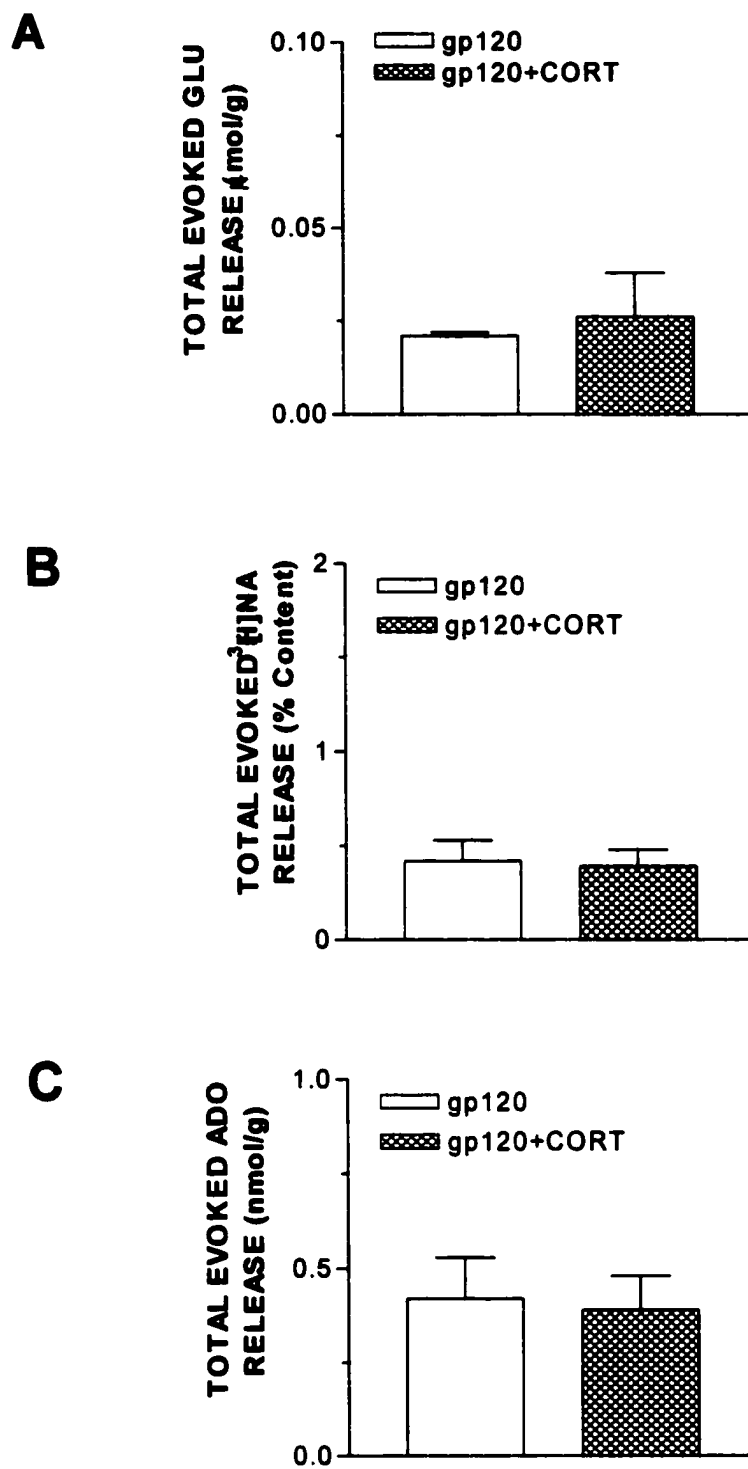 A
TOTAL EVOKED GLU
RELEASE (μmol/g)
0.10
0.05
0.00
gp120
gp120+CORT
B
TOTAL EVOKED ³[H]NA
RELEASE (% Content)
2
1
0
gp120
gp120+CORT
C
TOTAL EVOKED ADO
RELEASE (nmol/g)
1.0
0.5
0.0
gp120
gp120+CORT